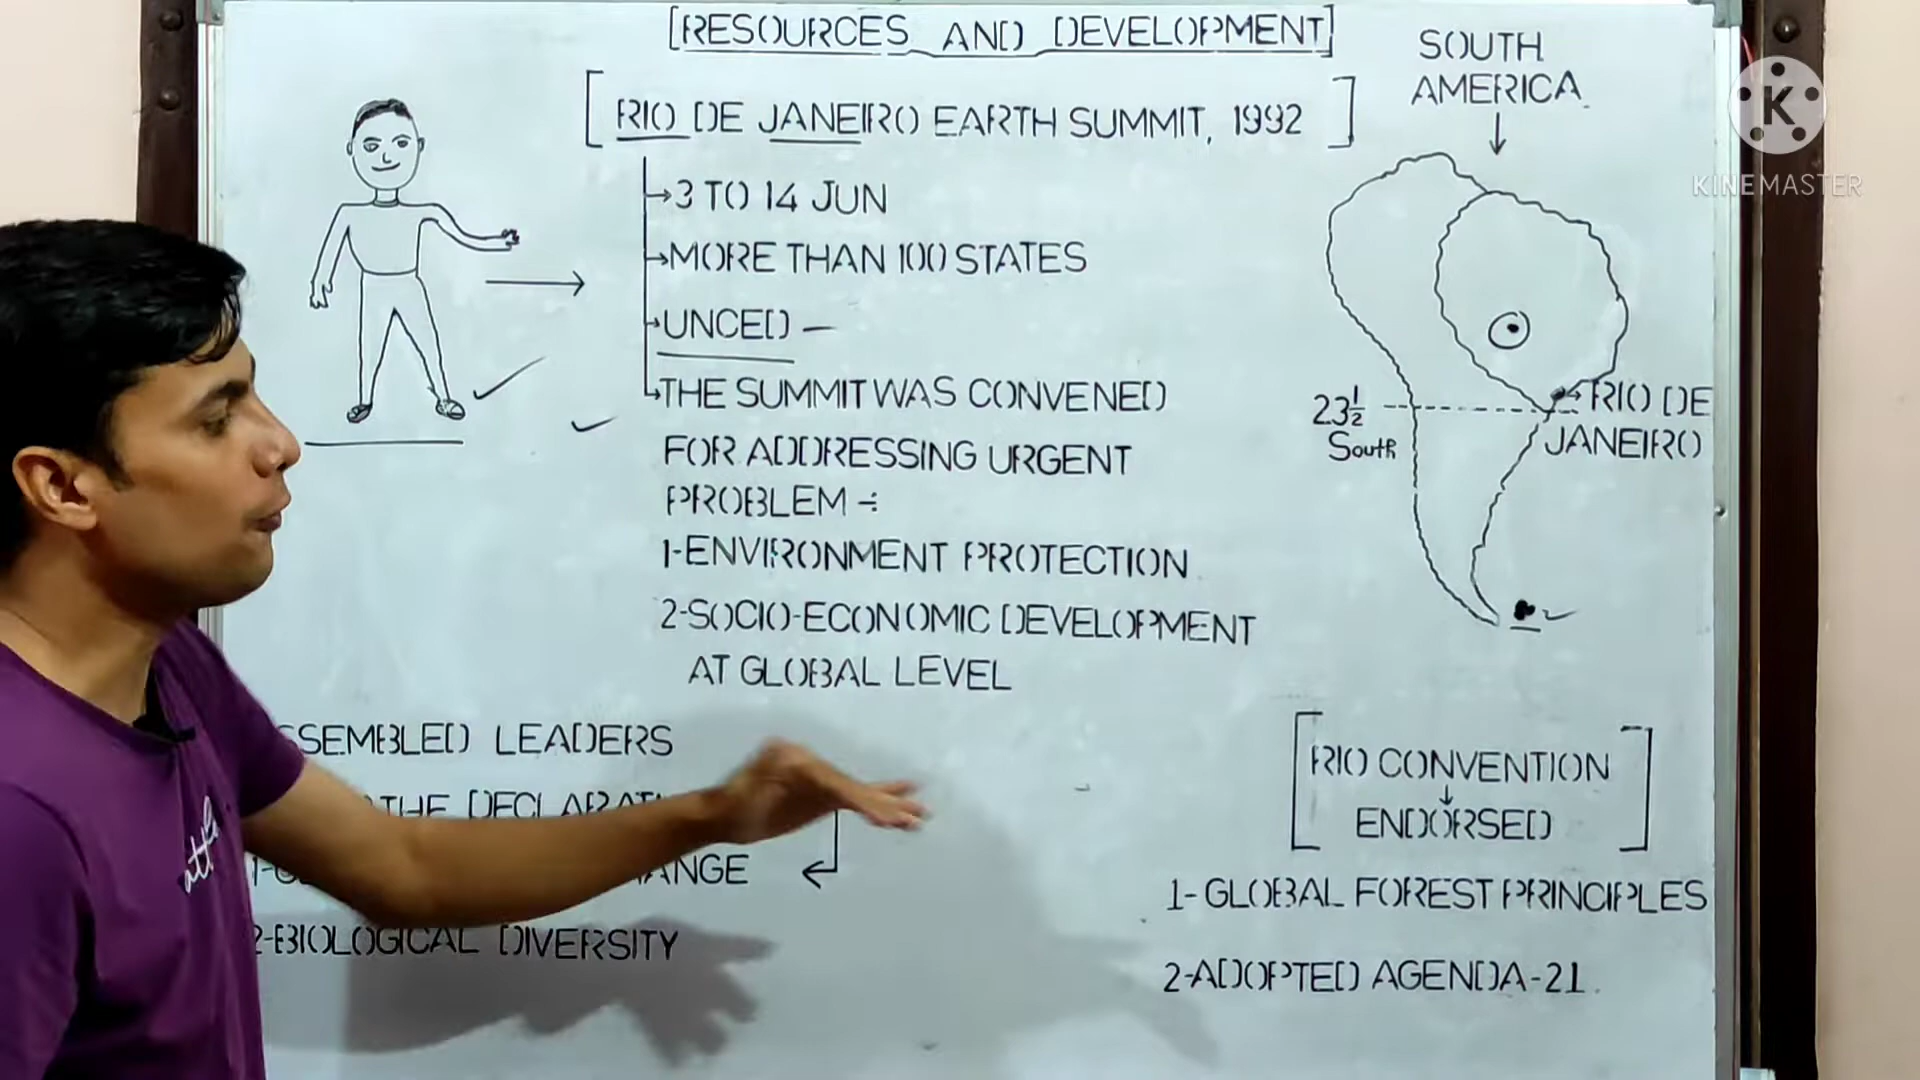 [RESOURCES AND DEVELOPMENT]
[RIO DE JANEIRO EARTH SUMMIT, 1992]
→3 TO 14 JUN
→MORE THAN 100 STATES
→UNCED —
→THE SUMMIT WAS CONVENED
FOR ADDRESSING URGENT
PROBLEM ÷
1-ENVIRONMENT PROTECTION
2-SOCIO-ECONOMIC DEVELOPMENT
AT GLOBAL LEVEL
SOUTH
AMERICA
K
KINEMASTER
23½
South
RIO DE
JANEIRO
SSEMBLED LEADERS
THE DECLARATI
1-
ANGE
2-BIOLOGICAL DIVERSITY
[RIO CONVENTION
↓
ENDORSED]
1- GLOBAL FOREST PRINCIPLES
2-ADOPTED AGENDA-21.
attle